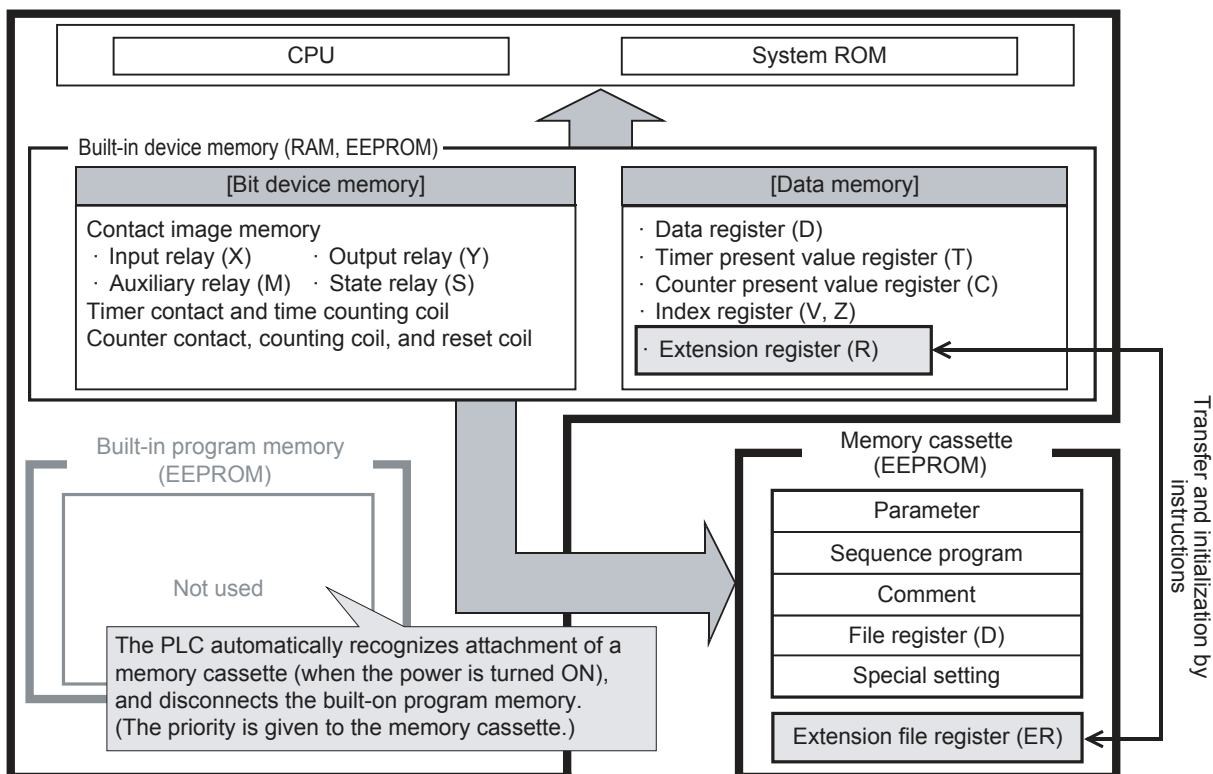 CPU
System ROM
Built-in device memory (RAM, EEPROM)
[Bit device memory]
Contact image memory
· Input relay (X) · Output relay (Y)
· Auxiliary relay (M) · State relay (S)
Timer contact and time counting coil
Counter contact, counting coil, and reset coil
[Data memory]
· Data register (D)
· Timer present value register (T)
· Counter present value register (C)
· Index register (V, Z)
· Extension register (R)
Transfer and initialization by
instructions
Built-in program memory
(EEPROM)
Not used
The PLC automatically recognizes attachment of a
memory cassette (when the power is turned ON),
and disconnects the built-on program memory.
(The priority is given to the memory cassette.)
Memory cassette
(EEPROM)
Parameter
Sequence program
Comment
File register (D)
Special setting
Extension file register (ER)